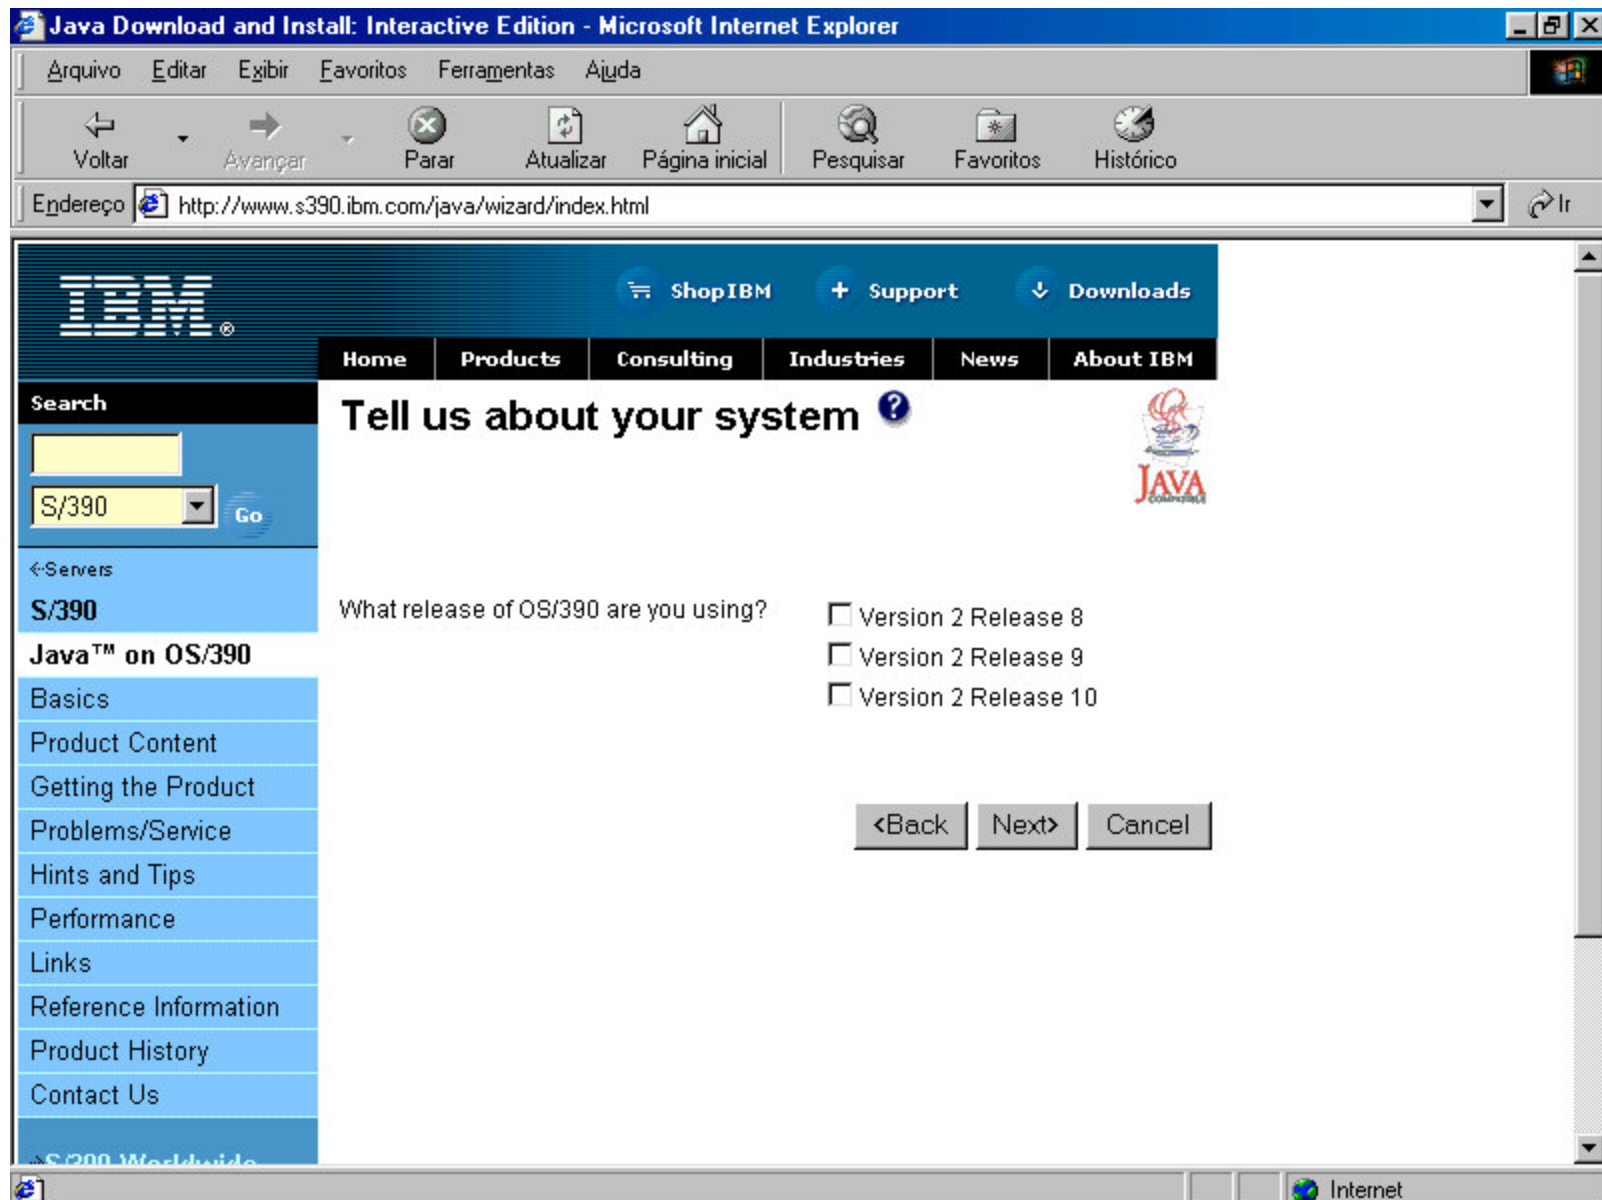 Java Download and Install: Interactive Edition - Microsoft Internet Explorer
Arquivo Editar Exibir Favoritos Ferramentas Ajuda
Voltar Avançar Parar Atualizar Página inicial Pesquisar Favoritos Histórico
Endereço http://www.s390.ibm.com/java/wizard/index.html Ir
IBM®
ShopIBM + Support Downloads
Home Products Consulting Industries News About IBM
Search
S/390 Go
Tell us about your system ?
JAVA
COMPATIBLE
<-Servers
S/390
Java™ on OS/390
Basics
Product Content
Getting the Product
Problems/Service
Hints and Tips
Performance
Links
Reference Information
Product History
Contact Us
S/390 Worldwide
What release of OS/390 are you using?
Version 2 Release 8
Version 2 Release 9
Version 2 Release 10
<Back Next> Cancel
Internet